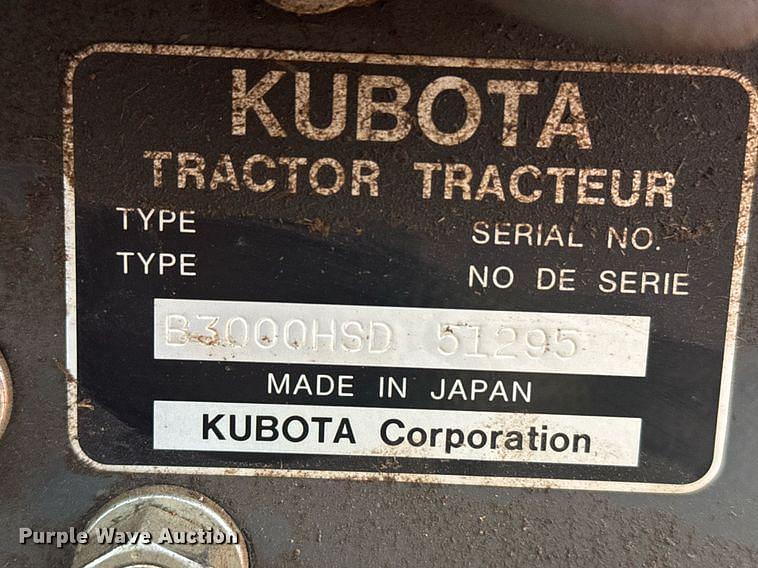 KUBOTA
TRACTOR TRACTEUR
TYPE SERIAL NO.
TYPE NO DE SERIE
B3000HSD 51295
MADE IN JAPAN
KUBOTA Corporation
Purple Wave Auction